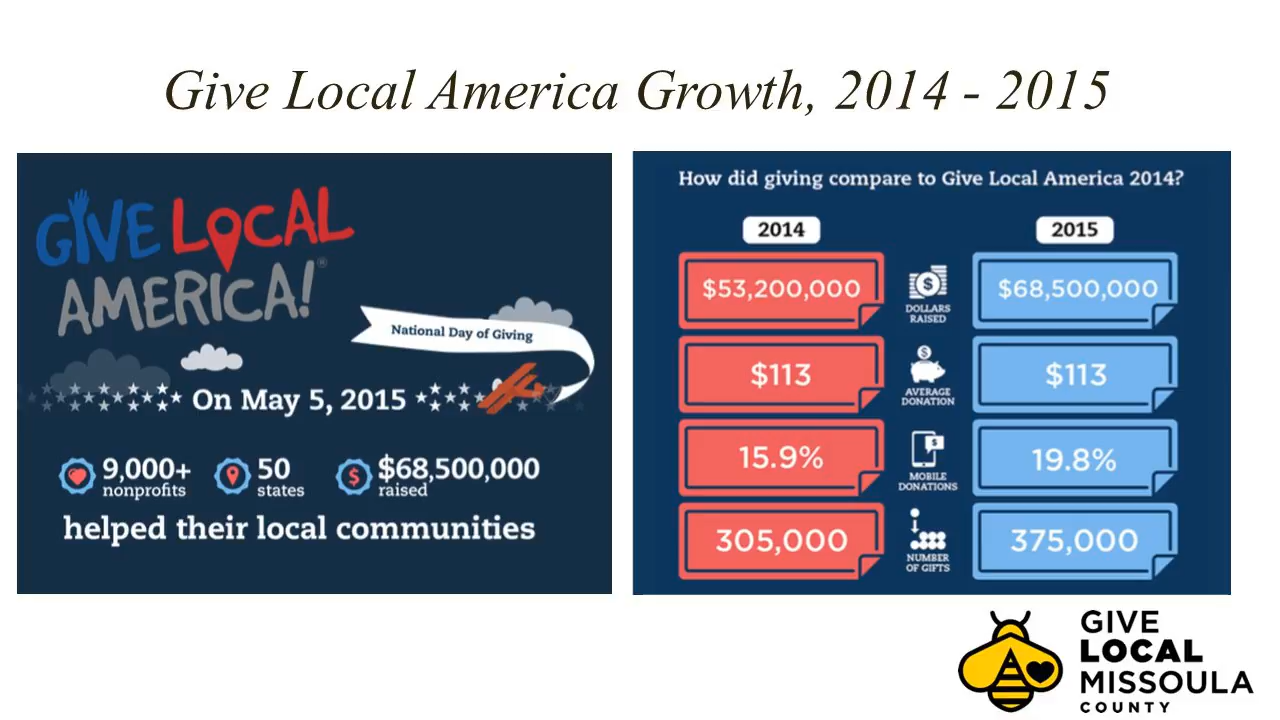 Give Local America Growth, 2014 - 2015
GIVE LOCAL
AMERICA!®
National Day of Giving
On May 5, 2015
9,000+
nonprofits
50
states
$68,500,000
raised
helped their local communities
How did giving compare to Give Local America 2014?
2014
2015
$53,200,000
DOLLARS
RAISED
$68,500,000
$113
AVERAGE
DONATION
$113
15.9%
MOBILE
DONATIONS
19.8%
305,000
NUMBER
OF GIFTS
375,000
GIVE
LOCAL
MISSOULA
COUNTY